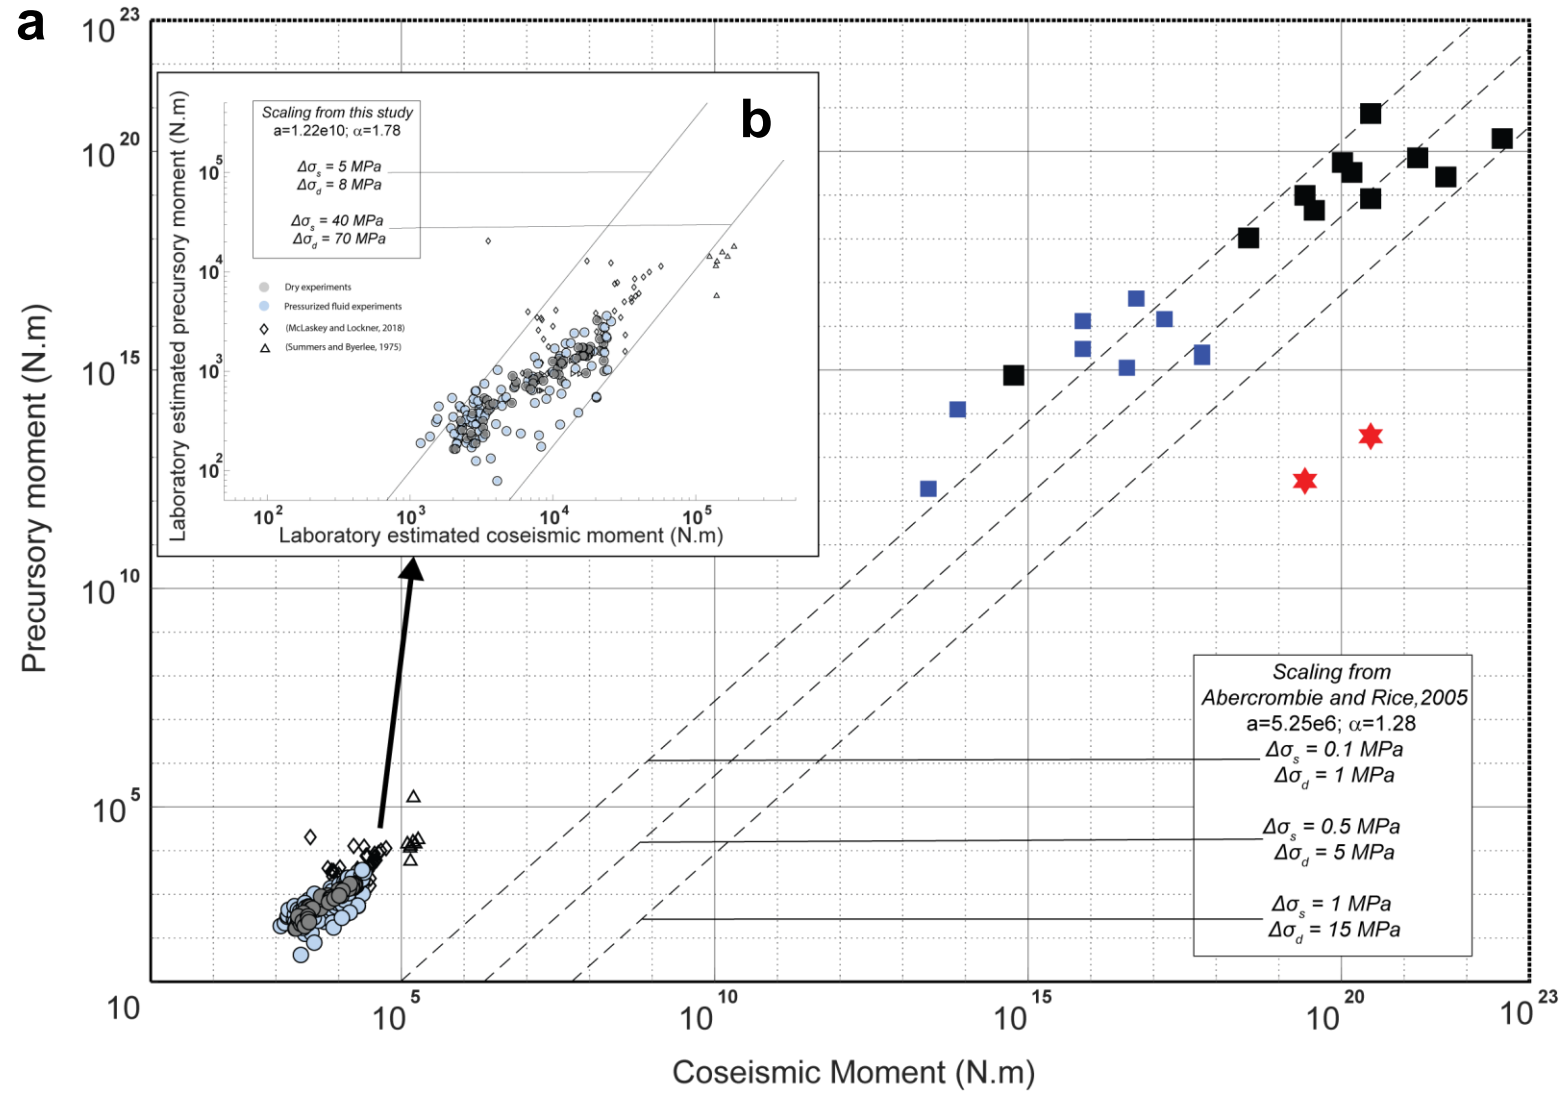 a
10 23
10 20
10 15
10 10
10 5
10
10 5
10 10
10 15
10 20
10 23
Precursory moment (N.m)
Coseismic Moment (N.m)
b
Scaling from this study
a=1.22e10; α=1.78
Δσs = 5 MPa
Δσd = 8 MPa
Δσs = 40 MPa
Δσd = 70 MPa
Dry experiments
Pressurized fluid experiments
(McLaskey and Lockner, 2018)
(Summers and Byerlee, 1975)
10 5
10 4
10 3
10 2
10 2
10 3
10 4
10 5
Laboratory estimated precursory moment (N.m)
Laboratory estimated coseismic moment (N.m)
Scaling from
Abercrombie and Rice,2005
a=5.25e6; α=1.28
Δσs = 0.1 MPa
Δσd = 1 MPa
Δσs = 0.5 MPa
Δσd = 5 MPa
Δσs = 1 MPa
Δσd = 15 MPa